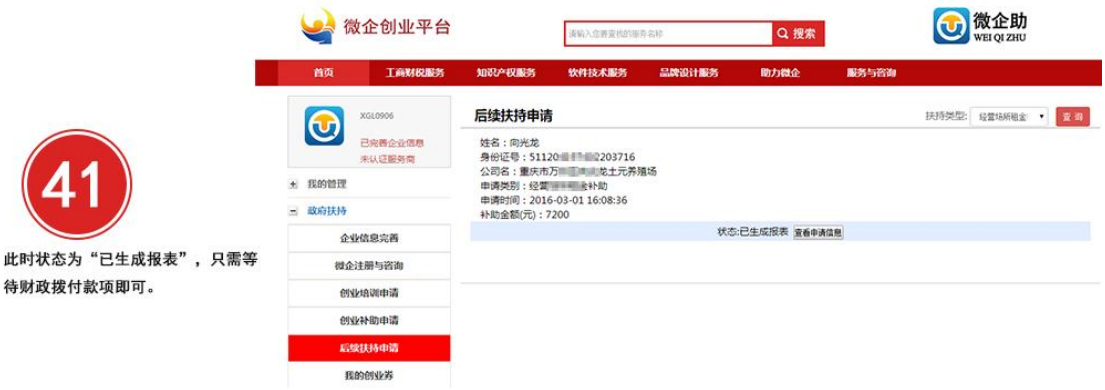 微企创业平台
请输入您要查找的服务名称
搜索
微企助
WEI QI ZHU
首页 工商财税服务 知识产权服务 软件技术服务 品牌设计服务 助力微企 服务与咨询
XGL0906
已完善企业信息
未认证服务商
我的管理
政府扶持
企业信息完善
微企注册与咨询
创业培训申请
创业补助申请
后续扶持申请
我的创业券
后续扶持申请
扶持类型: 经营场所租金 查询
姓名：向光龙
身份证号：51120 2203716
公司名：重庆市万 龙土元养殖场
申请类别：经营 金补助
申请时间：2016-03-01 16:08:36
补助金额(元)：7200
状态:已生成报表 查看申请信息
41
此时状态为“已生成报表”，只需等
待财政拨付款项即可。